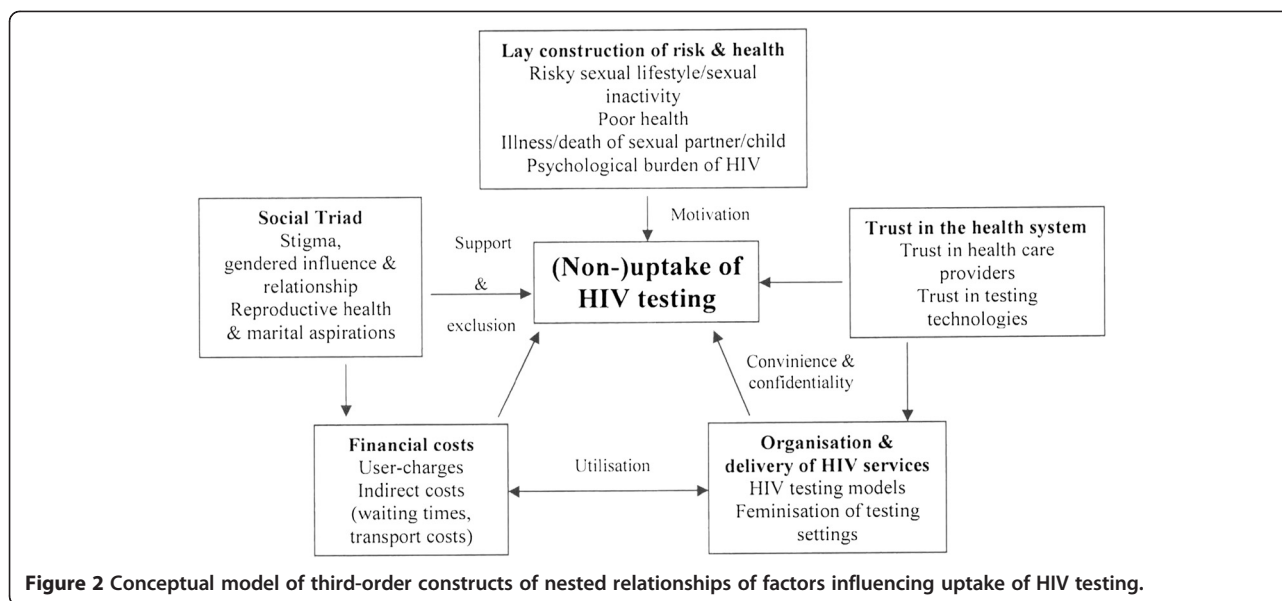 Lay construction of risk & health
Risky sexual lifestyle/sexual
inactivity
Poor health
Illness/death of sexual partner/child
Psychological burden of HIV
Motivation
Social Triad
Stigma,
gendered influence &
relationship
Reproductive health
& marital aspirations
Support
&
exclusion
(Non-)uptake of
HIV testing
Trust in the health system
Trust in health care
providers
Trust in testing
technologies
Convinience &
confidentiality
Financial costs
User-charges
Indirect costs
(waiting times,
transport costs)
Utilisation
Organisation &
delivery of HIV services
HIV testing models
Feminisation of testing
settings
Figure 2 Conceptual model of third-order constructs of nested relationships of factors influencing uptake of HIV testing.